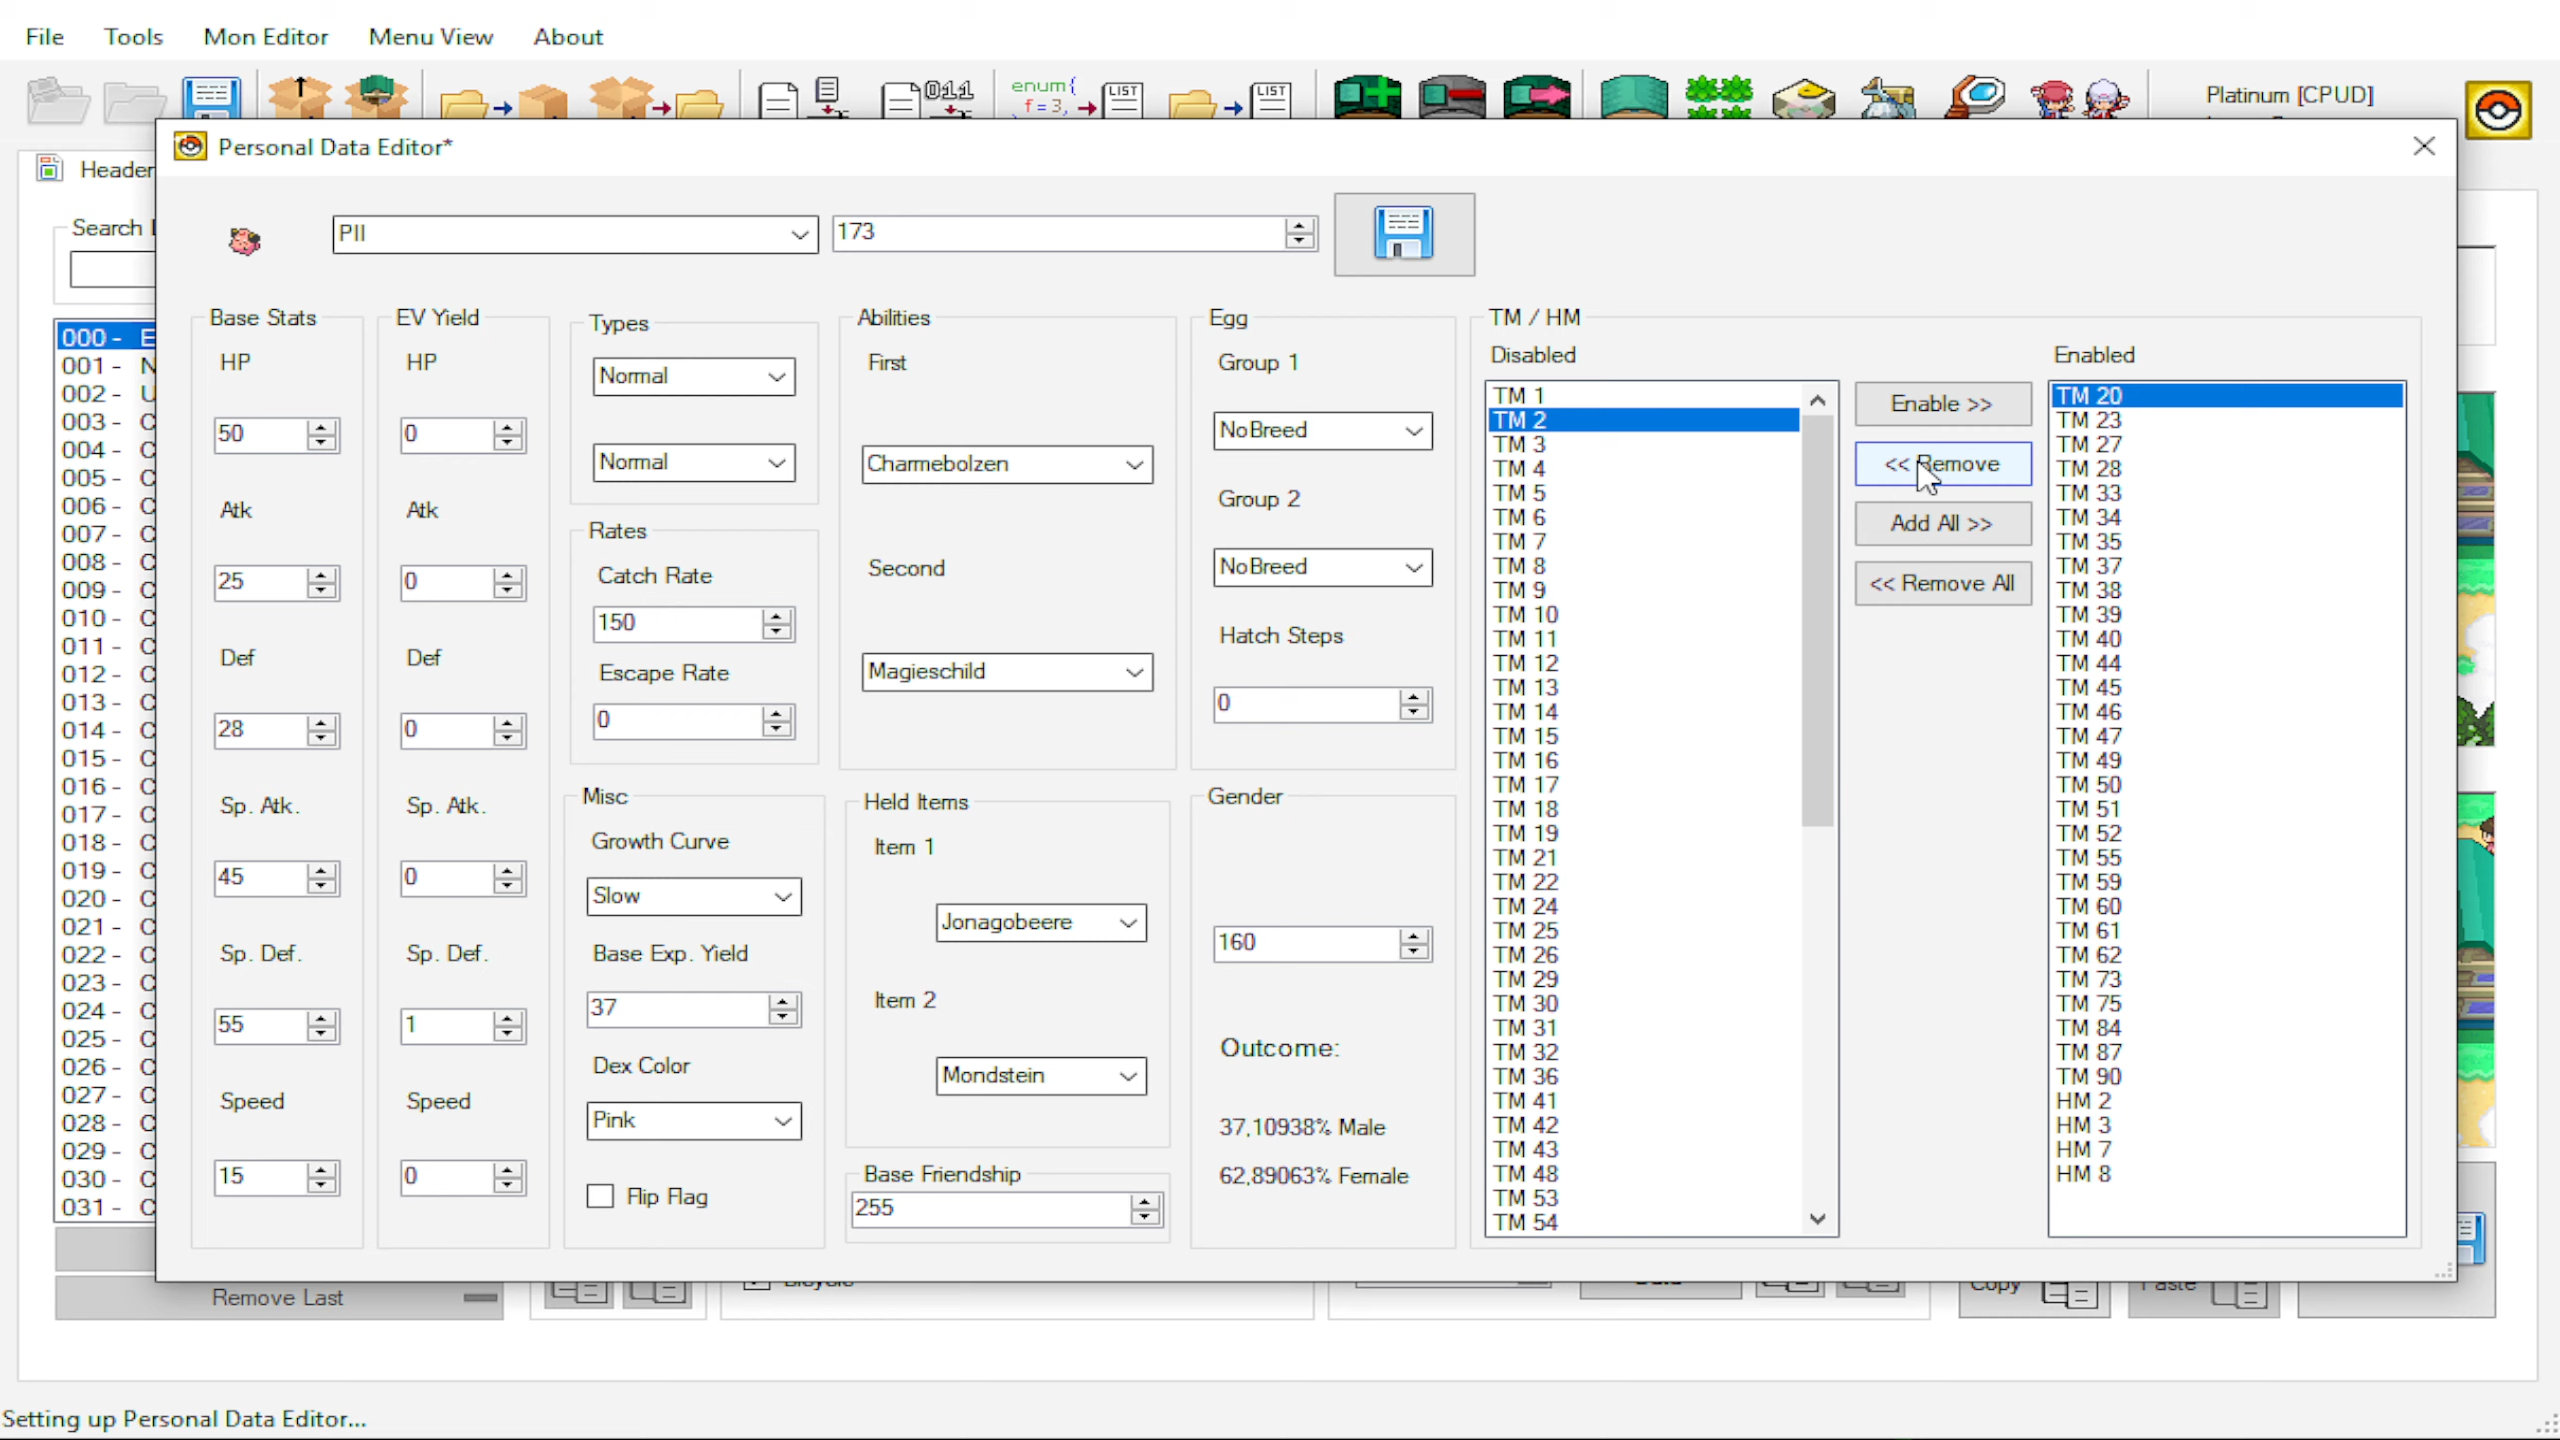 File Tools Mon Editor Menu View About
enum{
f=3,
LIST
LIST
011
Platinum [CPUD]
Personal Data Editor*
Header
Search
PII
173
Base Stats
HP
50
Atk
25
Def
28
Sp. Atk.
45
Sp. Def.
55
Speed
15
EV Yield
HP
0
Atk
0
Def
0
Sp. Atk.
0
Sp. Def.
1
Speed
0
Types
Normal
Normal
Rates
Catch Rate
150
Escape Rate
0
Misc
Growth Curve
Slow
Base Exp. Yield
37
Dex Color
Pink
Flip Flag
Abilities
First
Charmebolzen
Second
Magieschild
Held Items
Item 1
Jonagobeere
Item 2
Mondstein
Base Friendship
255
Egg
Group 1
NoBreed
Group 2
NoBreed
Hatch Steps
0
Gender
160
Outcome:
37,10938% Male
62,89063% Female
TM / HM
Disabled
TM 1
TM 2
TM 3
TM 4
TM 5
TM 6
TM 7
TM 8
TM 9
TM 10
TM 11
TM 12
TM 13
TM 14
TM 15
TM 16
TM 17
TM 18
TM 19
TM 21
TM 22
TM 24
TM 25
TM 26
TM 29
TM 30
TM 31
TM 32
TM 36
TM 41
TM 42
TM 43
TM 48
TM 53
TM 54
Enable >>
<< Remove
Add All >>
<< Remove All
Enabled
TM 20
TM 23
TM 27
TM 28
TM 33
TM 34
TM 35
TM 37
TM 38
TM 39
TM 40
TM 44
TM 45
TM 46
TM 47
TM 49
TM 50
TM 51
TM 52
TM 55
TM 59
TM 60
TM 61
TM 62
TM 73
TM 75
TM 84
TM 87
TM 90
HM 2
HM 3
HM 7
HM 8
000 - E
001 - N
002 - U
003 - C
004 - C
005 - C
006 - C
007 - C
008 - C
009 - C
010 - C
011 - C
012 - C
013 - C
014 - C
015 - C
016 - C
017 - C
018 - C
019 - C
020 - C
021 - C
022 - C
023 - C
024 - C
025 - C
026 - C
027 - C
028 - C
029 - C
030 - C
031 - C
Remove Last
Copy
Paste
Setting up Personal Data Editor...